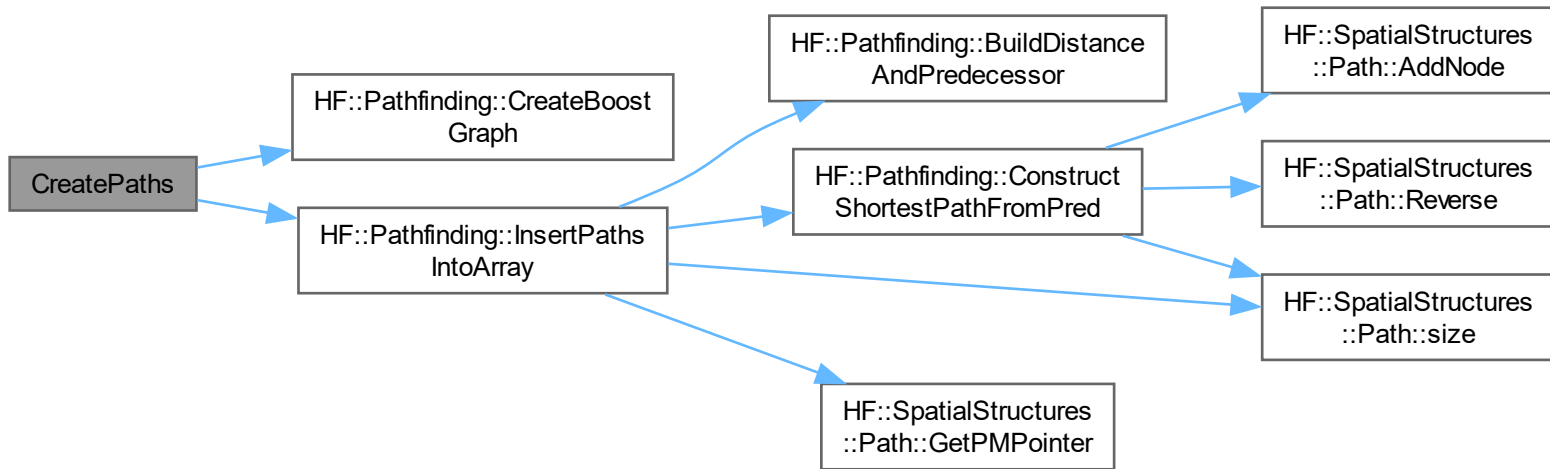 CreatePaths
HF::Pathfinding::CreateBoost
Graph
HF::Pathfinding::InsertPaths
IntoArray
HF::Pathfinding::BuildDistance
AndPredecessor
HF::Pathfinding::Construct
ShortestPathFromPred
HF::SpatialStructures
::Path::GetPMPointer
HF::SpatialStructures
::Path::AddNode
HF::SpatialStructures
::Path::Reverse
HF::SpatialStructures
::Path::size